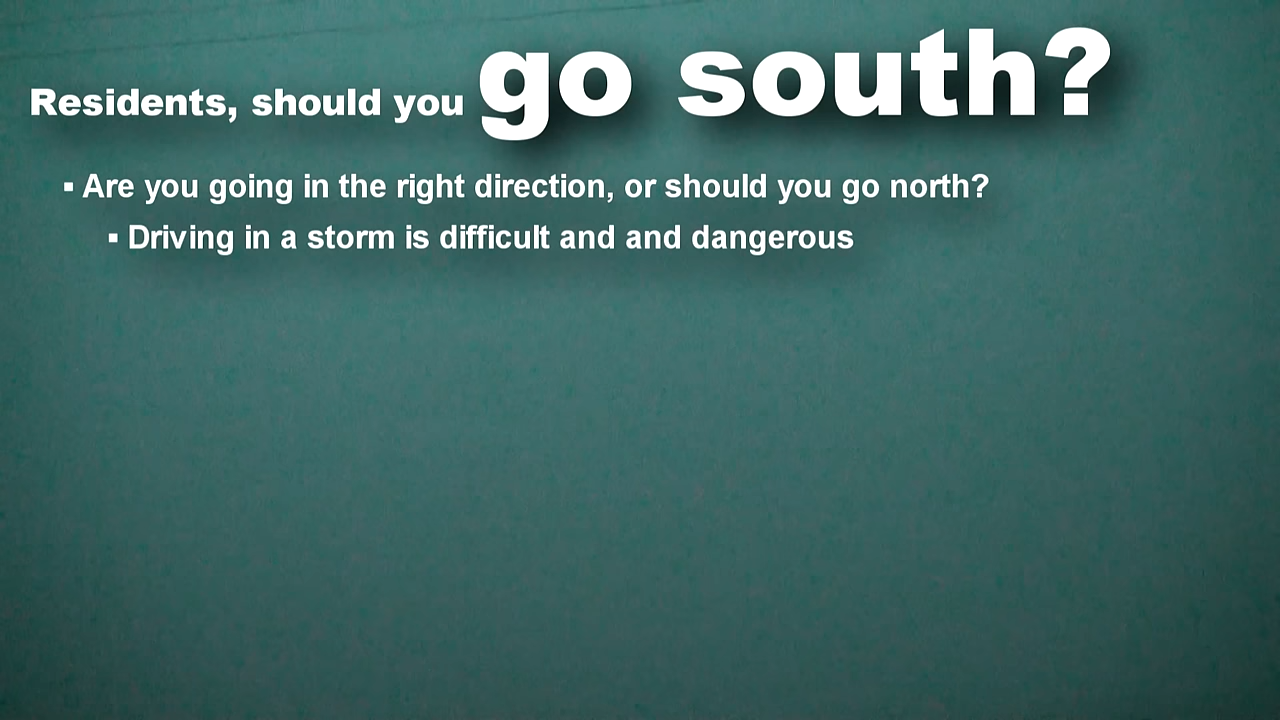 Residents, should you go south?
▪ Are you going in the right direction, or should you go north?
▪ Driving in a storm is difficult and and dangerous